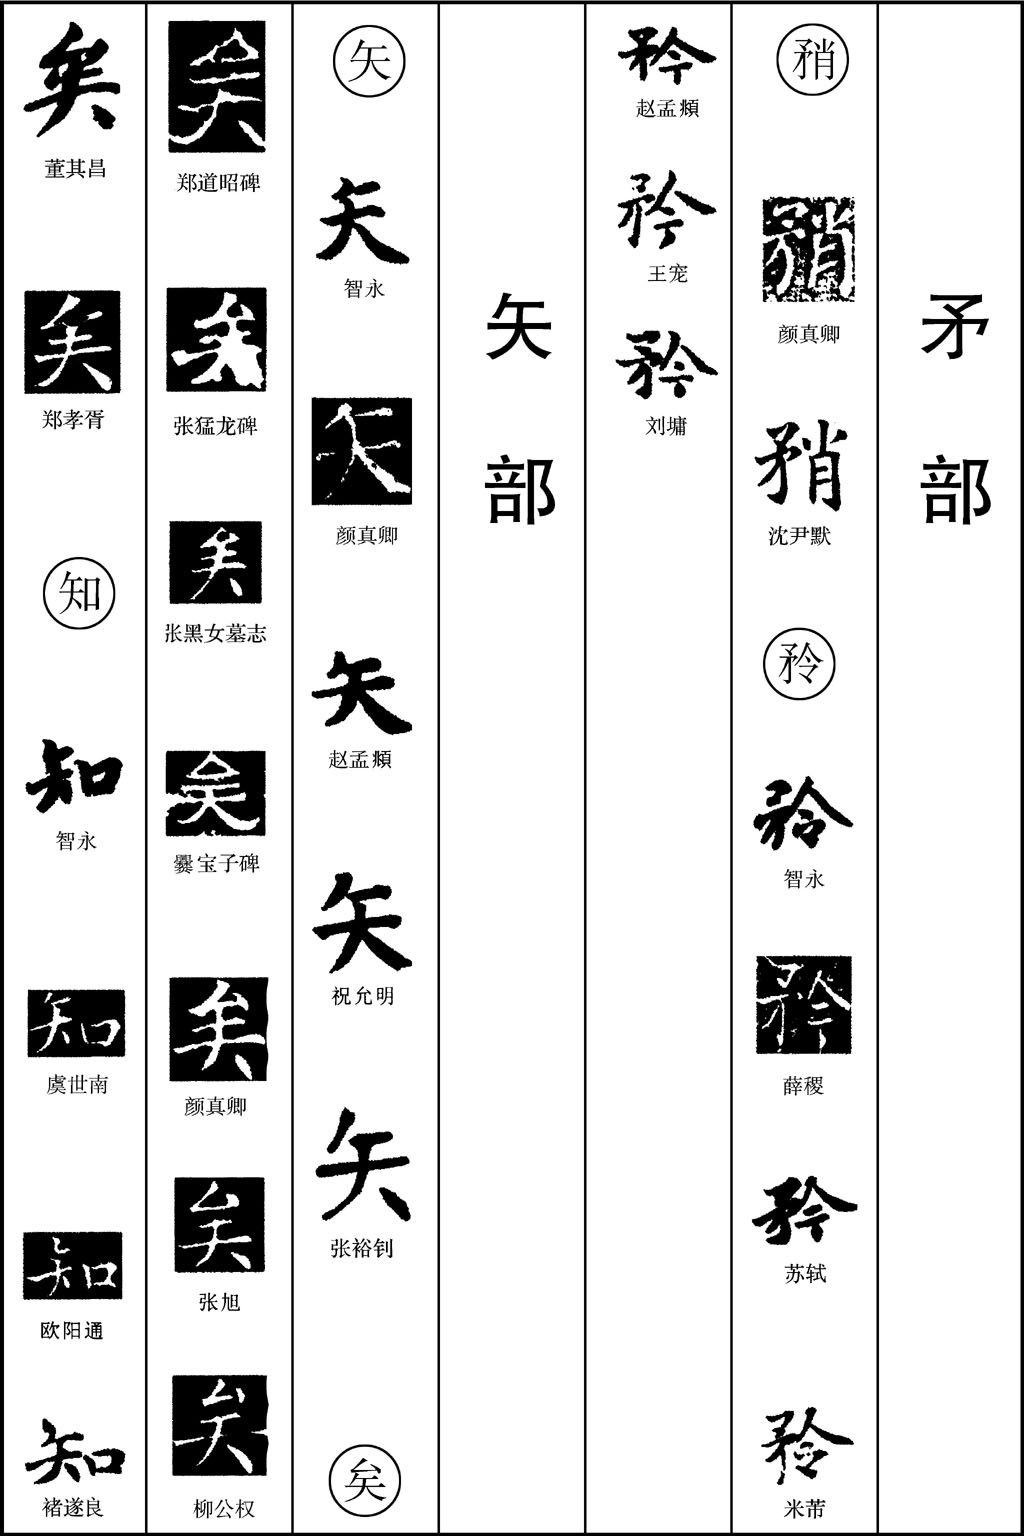 矛部
矟
矟
颜真卿
矟
沈尹默
矜
矜
智永
矜
薛稷
矜
苏轼
矜
米芾
矜
赵孟頫
矜
王宠
矜
刘墉
矢部
矢
矢
智永
矢
颜真卿
矢
赵孟頫
矢
祝允明
矢
张裕钊
矣
矣
郑道昭碑
矣
张猛龙碑
矣
张黑女墓志
矣
爨宝子碑
矣
颜真卿
矣
张旭
矣
柳公权
矣
董其昌
矣
郑孝胥
知
知
智永
知
虞世南
知
欧阳通
知
褚遂良